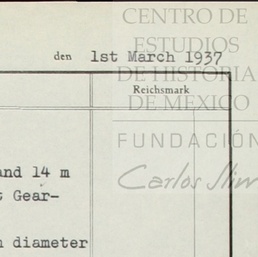 CENTRO DE
ESTUDIOS
den 1st March 1937
DE HISTORIA
Reichsmark
DE MEXICO
FUNDACIÓN
and 14 m
Carlos Slim
Gear-
diameter